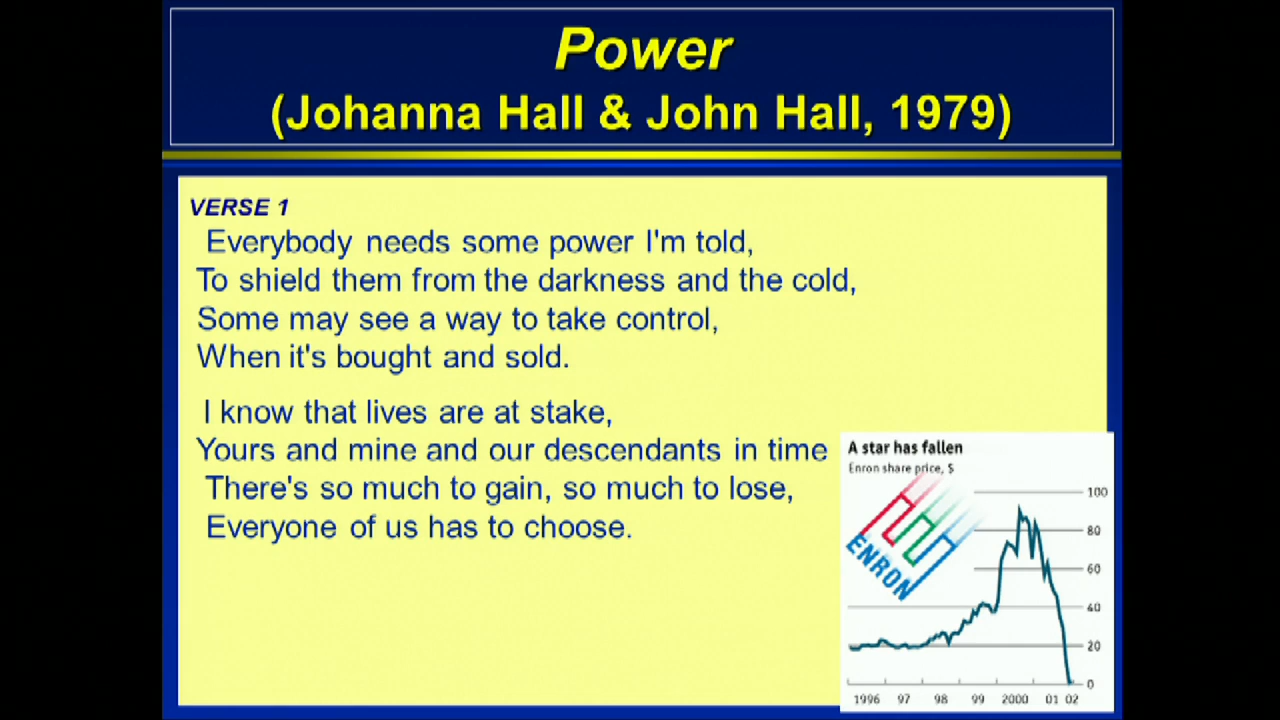 Power
(Johanna Hall & John Hall, 1979)
VERSE 1
Everybody needs some power I'm told,
To shield them from the darkness and the cold,
Some may see a way to take control,
When it's bought and sold.
I know that lives are at stake,
Yours and mine and our descendants in time
There's so much to gain, so much to lose,
Everyone of us has to choose.
A star has fallen
Enron share price, $
ENRON
100
80
60
40
20
0
1996 97 98 99 2000 01 02